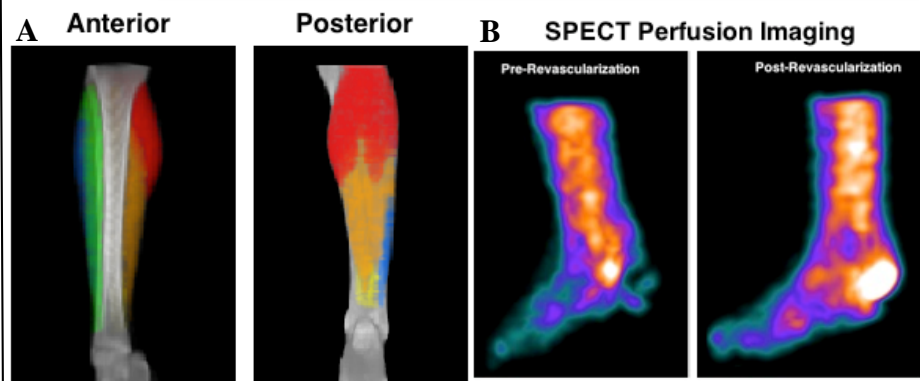 A Anterior Posterior
B SPECT Perfusion Imaging
Pre-Revascularization
Post-Revascularization